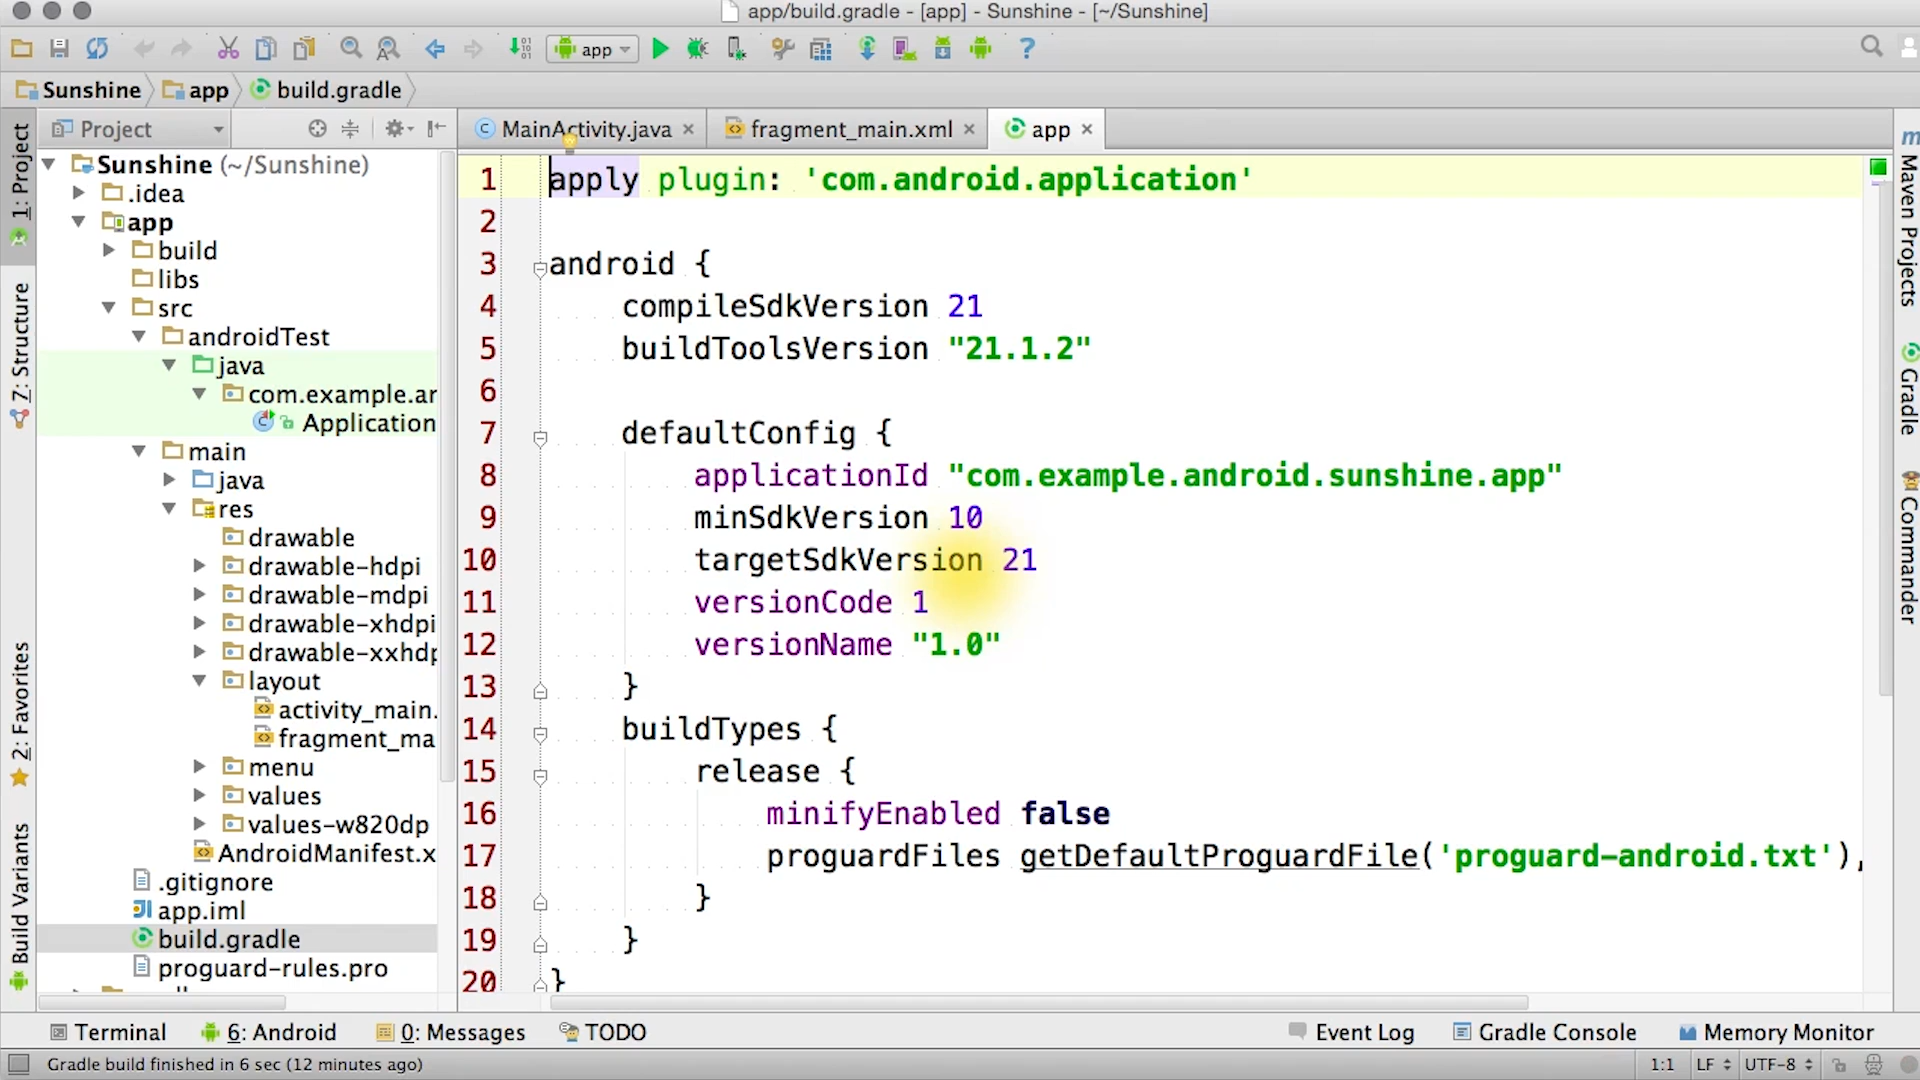 app/build.gradle - [app] - Sunshine - [~/Sunshine]
app
Sunshine app build.gradle
1: Project
7: Structure
2: Favorites
Build Variants
Project
Sunshine (~/Sunshine)
.idea
app
build
libs
src
androidTest
java
com.example.ar
Application
main
java
res
drawable
drawable-hdpi
drawable-mdpi
drawable-xhdpi
drawable-xxhdp
layout
activity_main.
fragment_ma
menu
values
values-w820dp
AndroidManifest.x
.gitignore
app.iml
build.gradle
proguard-rules.pro
MainActivity.java fragment_main.xml app
1 apply plugin: 'com.android.application'
2
3 android {
4 compileSdkVersion 21
5 buildToolsVersion "21.1.2"
6
7 defaultConfig {
8 applicationId "com.example.android.sunshine.app"
9 minSdkVersion 10
10 targetSdkVersion 21
11 versionCode 1
12 versionName "1.0"
13 }
14 buildTypes {
15 release {
16 minifyEnabled false
17 proguardFiles getDefaultProguardFile('proguard-android.txt'),
18 }
19 }
20 }
Maven Projects
Gradle
Commander
Terminal 6: Android 0: Messages TODO Event Log Gradle Console Memory Monitor
Gradle build finished in 6 sec (12 minutes ago) 1:1 LF UTF-8